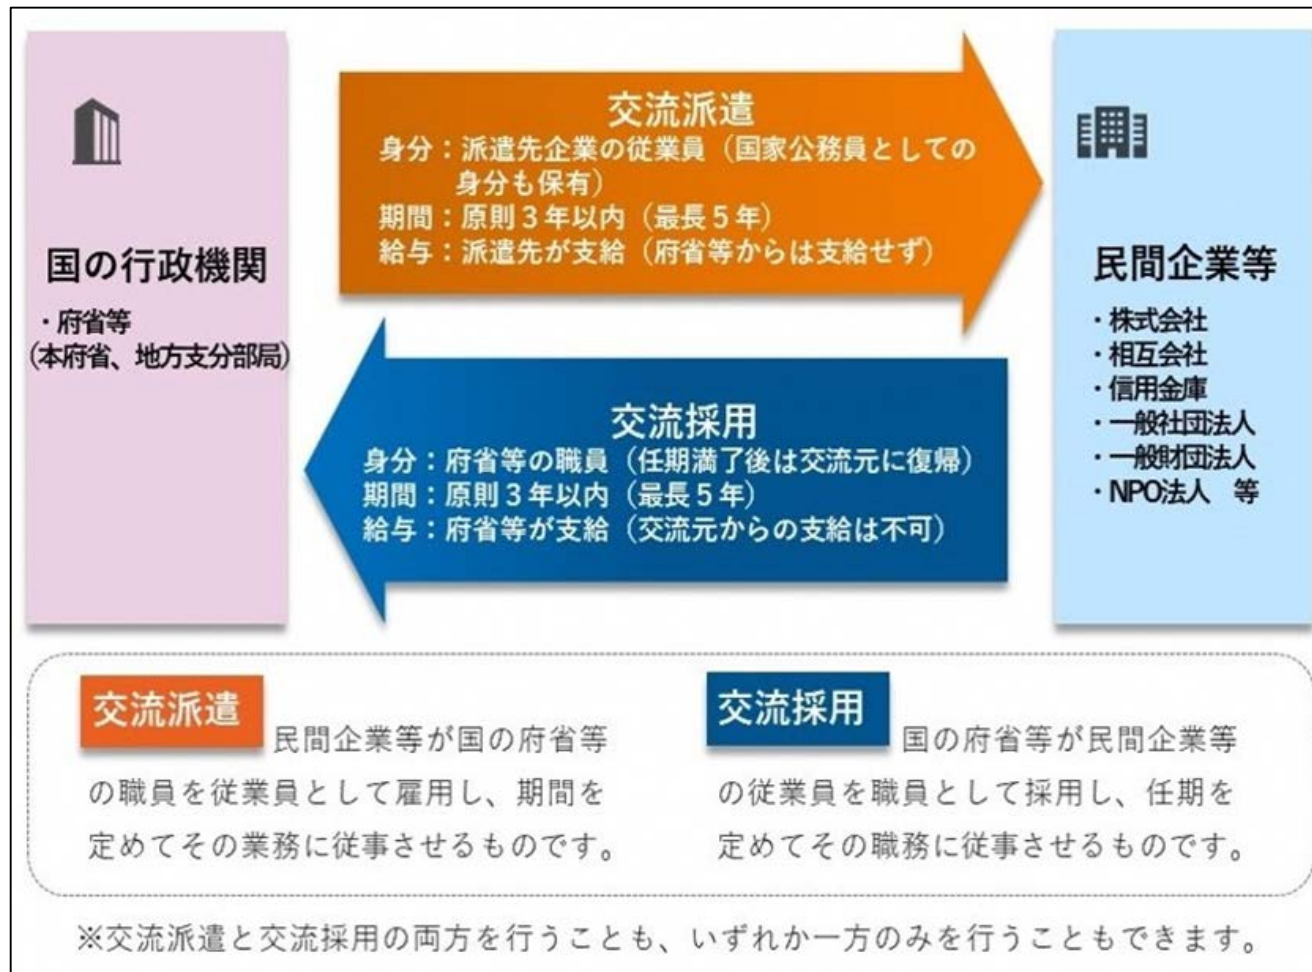 国の行政機関
・府省等
(本府省、地方支分部局)
交流派遣
身分：派遣先企業の従業員（国家公務員としての
身分も保有）
期間：原則３年以内（最長５年）
給与：派遣先が支給（府省等からは支給せず）
交流採用
身分：府省等の職員（任期満了後は交流元に復帰）
期間：原則３年以内（最長５年）
給与：府省等が支給（交流元からの支給は不可）
民間企業等
・株式会社
・相互会社
・信用金庫
・一般社団法人
・一般財団法人
・NPO法人　等
交流派遣
民間企業等が国の府省等
の職員を従業員として雇用し、期間を
定めてその業務に従事させるものです。
交流採用
国の府省等が民間企業等
の従業員を職員として採用し、任期を
定めてその職務に従事させるものです。
※交流派遣と交流採用の両方を行うことも、いずれか一方のみを行うこともできます。